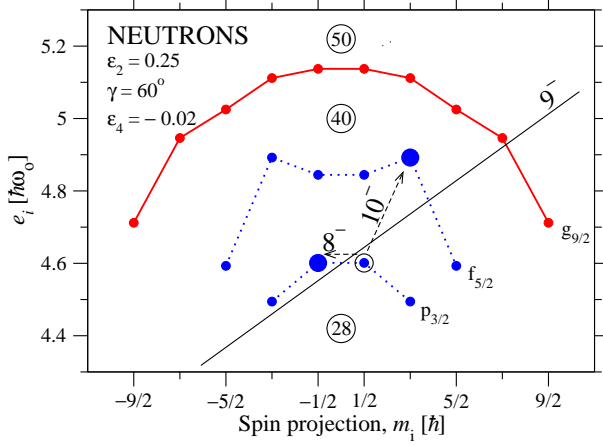 NEUTRONS
ε₂ = 0.25
γ = 60°
ε₄ = − 0.02
50
40
28
9⁻
10⁻
8⁻
g₉/₂
f₅/₂
p₃/₂
5.2
5
4.8
4.6
4.4
eᵢ [ℏω₀]
−9/2 −5/2 −1/2 1/2 5/2 9/2
Spin projection, mᵢ [ℏ]